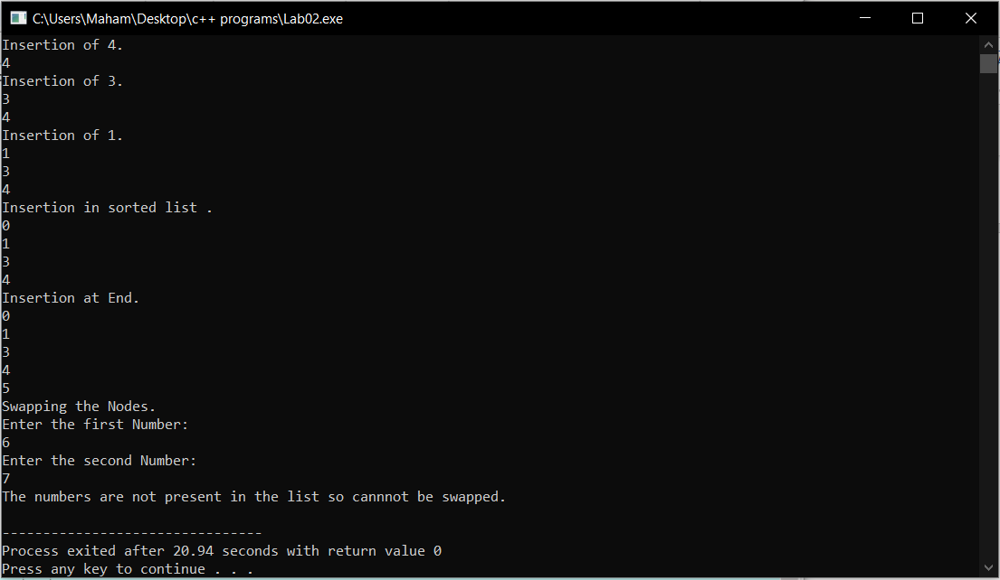 C:\Users\Maham\Desktop\c++ programs\Lab02.exe
Insertion of 4.
4
Insertion of 3.
3
4
Insertion of 1.
1
3
4
Insertion in sorted list .
0
1
3
4
Insertion at End.
0
1
3
4
5
Swapping the Nodes.
Enter the first Number:
6
Enter the second Number:
7
The numbers are not present in the list so cannnot be swapped.
--------------------------------
Process exited after 20.94 seconds with return value 0
Press any key to continue . . .